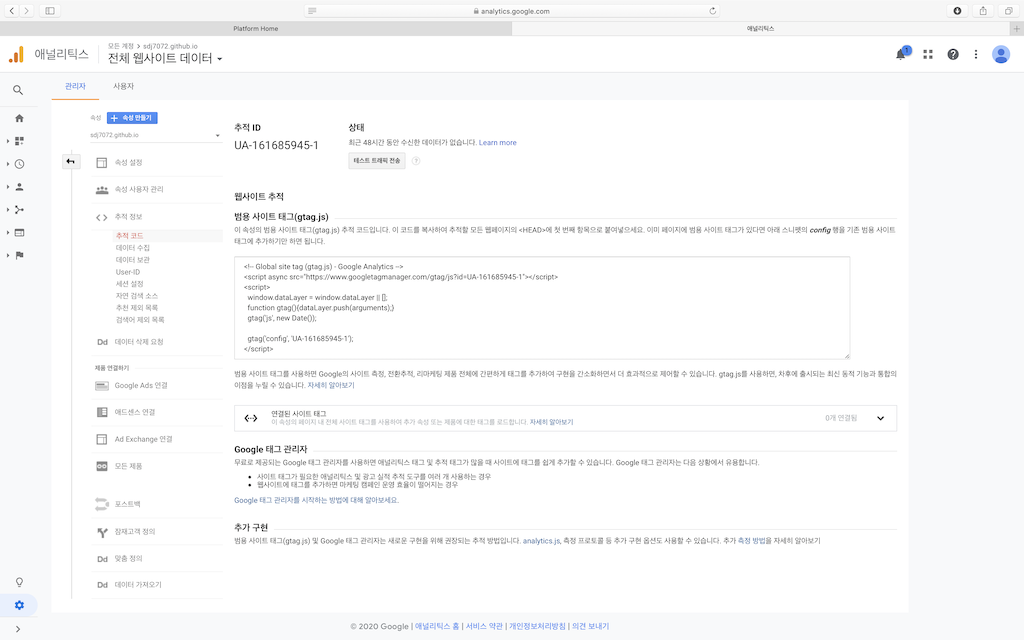 analytics.google.com
Platform Home
애널리틱스
애널리틱스
모든 계정 > sdj7072.github.io
전체 웹사이트 데이터
1
관리자
사용자
속성
+ 속성 만들기
sdj7072.github.io
속성 설정
속성 사용자 관리
추적 정보
추적 코드
데이터 수집
데이터 보관
User-ID
세션 설정
자연 검색 소스
추천 제외 목록
검색어 제외 목록
Dd 데이터 삭제 요청
제품 연결하기
Google Ads 연결
애드센스 연결
Ad Exchange 연결
모든 제품
포스트백
잠재고객 정의
Dd 맞춤 정의
Dd 데이터 가져오기
추적 ID
UA-161685945-1
상태
최근 48시간 동안 수신한 데이터가 없습니다. Learn more
테스트 트래픽 전송
웹사이트 추적
범용 사이트 태그(gtag.js)
이 속성의 범용 사이트 태그(gtag.js) 추적 코드입니다. 이 코드를 복사하여 추적할 모든 웹페이지의 <HEAD>에 첫 번째 항목으로 붙여넣으세요. 이미 페이지에 범용 사이트 태그가 있다면 아래 스니펫의 config 행을 기존 범용 사이트
태그에 추가하기만 하면 됩니다.
<!-- Global site tag (gtag.js) - Google Analytics -->
<script async src="https://www.googletagmanager.com/gtag/js?id=UA-161685945-1"></script>
<script>
window.dataLayer = window.dataLayer || [];
function gtag(){dataLayer.push(arguments);}
gtag('js', new Date());
gtag('config', 'UA-161685945-1');
</script>
범용 사이트 태그를 사용하면 Google의 사이트 측정, 전환추적, 리마케팅 제품 전체에 간편하게 태그를 추가하여 구현을 간소화하면서 더 효과적으로 제어할 수 있습니다. gtag.js를 사용하면, 차후에 출시되는 최신 동적 기능과 통합의
이점을 누릴 수 있습니다. 자세히 알아보기
연결된 사이트 태그
이 속성의 페이지 내 전체 사이트 태그를 사용하여 추가 속성 또는 제품에 대한 태그를 로드합니다. 자세히 알아보기
0개 연결됨
Google 태그 관리자
무료로 제공되는 Google 태그 관리자를 사용하면 애널리틱스 태그 및 추적 태그가 많을 때 사이트에 태그를 쉽게 추가할 수 있습니다. Google 태그 관리자는 다음 상황에서 유용합니다.
• 사이트 태그가 필요한 애널리틱스 및 광고 실적 추적 도구를 여러 개 사용하는 경우
• 웹사이트에 태그를 추가하면 마케팅 캠페인 운영 효율이 떨어지는 경우
Google 태그 관리자를 시작하는 방법에 대해 알아보세요.
추가 구현
범용 사이트 태그(gtag.js) 및 Google 태그 관리자는 새로운 구현을 위해 권장되는 추적 방법입니다. analytics.js, 측정 프로토콜 등 추가 구현 옵션도 사용할 수 있습니다. 추가 측정 방법을 자세히 알아보기
© 2020 Google | 애널리틱스 홈 | 서비스 약관 | 개인정보처리방침 | 의견 보내기